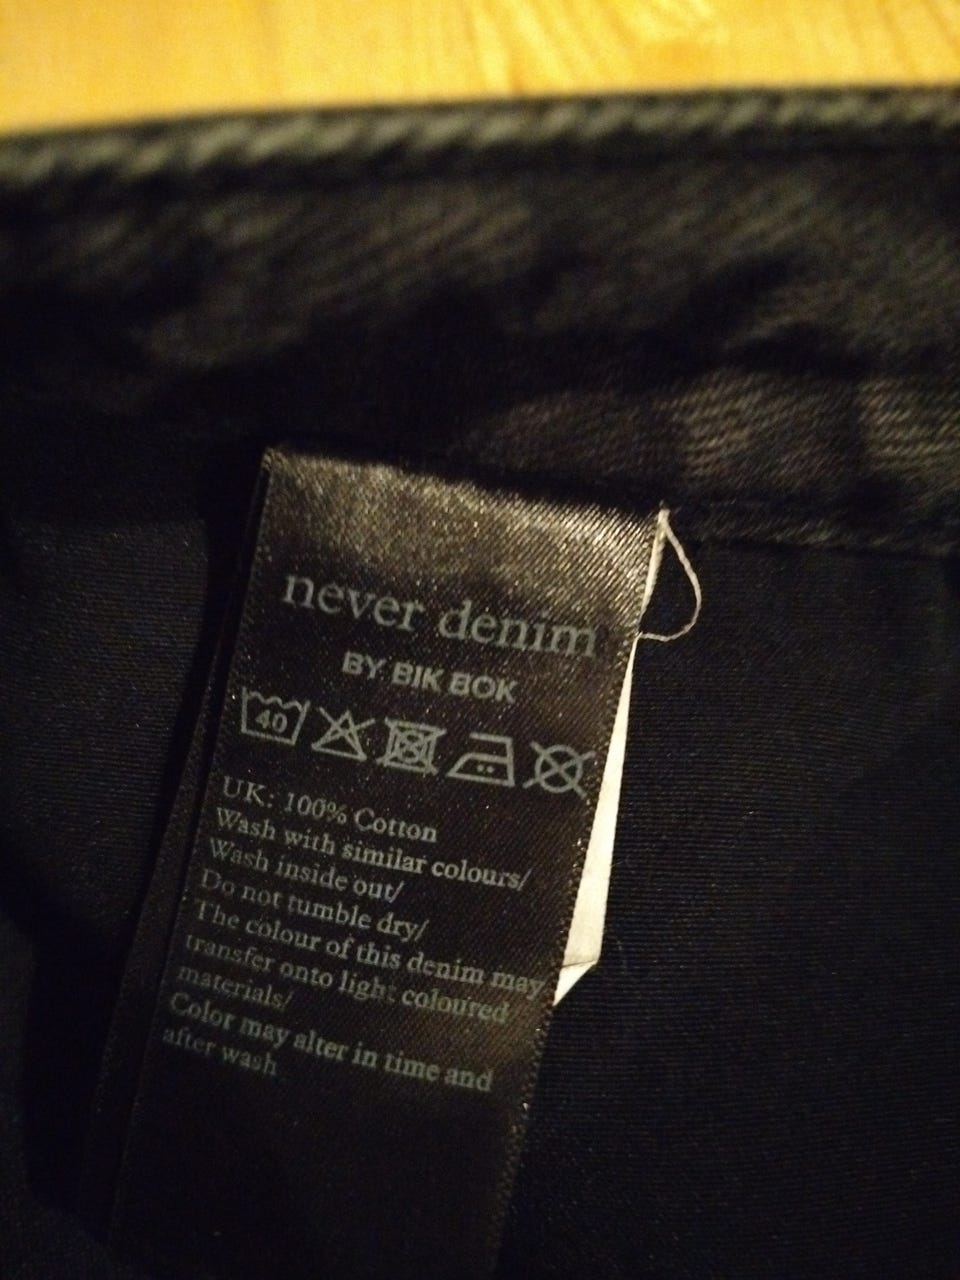 never denim
BY BIK BOK
40
UK: 100% Cotton
Wash with similar colours/
Wash inside out/
Do not tumble dry/
The colour of this denim may
transfer onto light coloured
materials/
Color may alter in time and
after wash